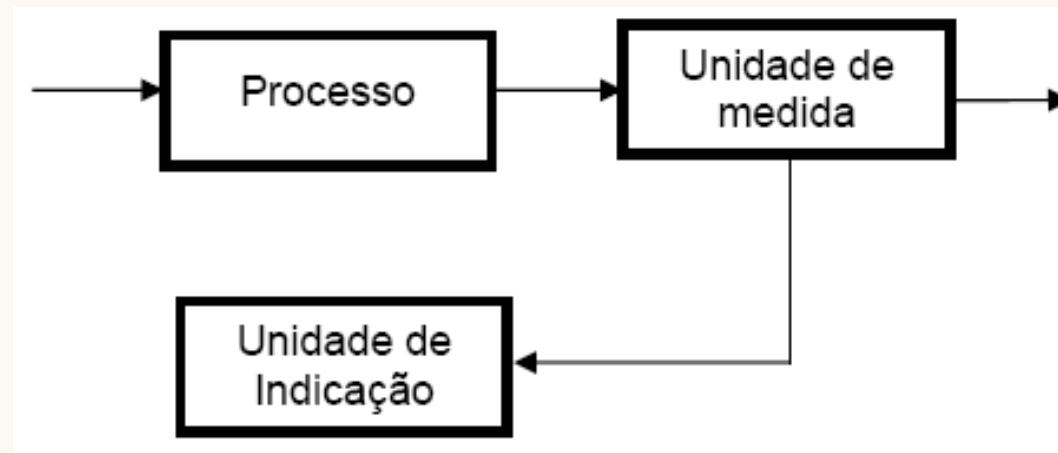 Processo
Unidade de
medida
Unidade de
Indicação